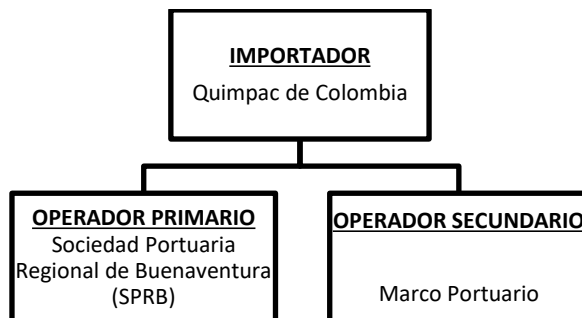 IMPORTADOR
Quimpac de Colombia
OPERADOR PRIMARIO
Sociedad Portuaria
Regional de Buenaventura
(SPRB)
OPERADOR SECUNDARIO
Marco Portuario